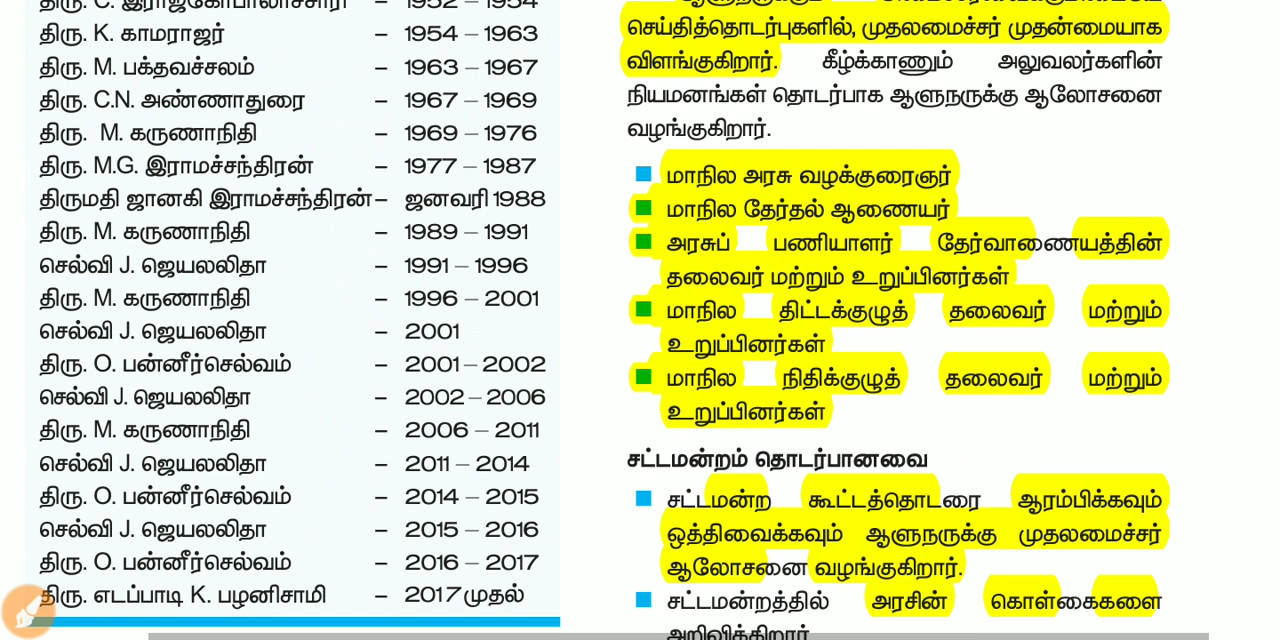 திரு. C. இராஜகோபாலாச்சாரி – 1952 – 1954
திரு. K. காமராஜர் – 1954 – 1963
திரு. M. பக்தவச்சலம் – 1963 – 1967
திரு. C.N. அண்ணாதுரை – 1967 – 1969
திரு. M. கருணாநிதி – 1969 – 1976
திரு. M.G. இராமச்சந்திரன் – 1977 – 1987
திருமதி ஜானகி இராமச்சந்திரன் – ஜனவரி 1988
திரு. M. கருணாநிதி – 1989 – 1991
செல்வி J. ஜெயலலிதா – 1991 – 1996
திரு. M. கருணாநிதி – 1996 – 2001
செல்வி J. ஜெயலலிதா – 2001
திரு. O. பன்னீர்செல்வம் – 2001 – 2002
செல்வி J. ஜெயலலிதா – 2002 – 2006
திரு. M. கருணாநிதி – 2006 – 2011
செல்வி J. ஜெயலலிதா – 2011 – 2014
திரு. O. பன்னீர்செல்வம் – 2014 – 2015
செல்வி J. ஜெயலலிதா – 2015 – 2016
திரு. O. பன்னீர்செல்வம் – 2016 – 2017
திரு. எடப்பாடி K. பழனிசாமி – 2017 முதல்
செய்தித்தொடர்புகளில், முதலமைச்சர் முதன்மையாக
விளங்குகிறார். கீழ்க்காணும் அலுவலர்களின்
நியமனங்கள் தொடர்பாக ஆளுநருக்கு ஆலோசனை
வழங்குகிறார்.
மாநில அரசு வழக்குரைஞர்
மாநில தேர்தல் ஆணையர்
அரசுப் பணியாளர் தேர்வாணையத்தின்
தலைவர் மற்றும் உறுப்பினர்கள்
மாநில திட்டக்குழுத் தலைவர் மற்றும்
உறுப்பினர்கள்
மாநில நிதிக்குழுத் தலைவர் மற்றும்
உறுப்பினர்கள்
சட்டமன்றம் தொடர்பானவை
சட்டமன்ற கூட்டத்தொடரை ஆரம்பிக்கவும்
ஒத்திவைக்கவும் ஆளுநருக்கு முதலமைச்சர்
ஆலோசனை வழங்குகிறார்.
சட்டமன்றத்தில் அரசின் கொள்கைகளை
அறிவிக்கிறார்